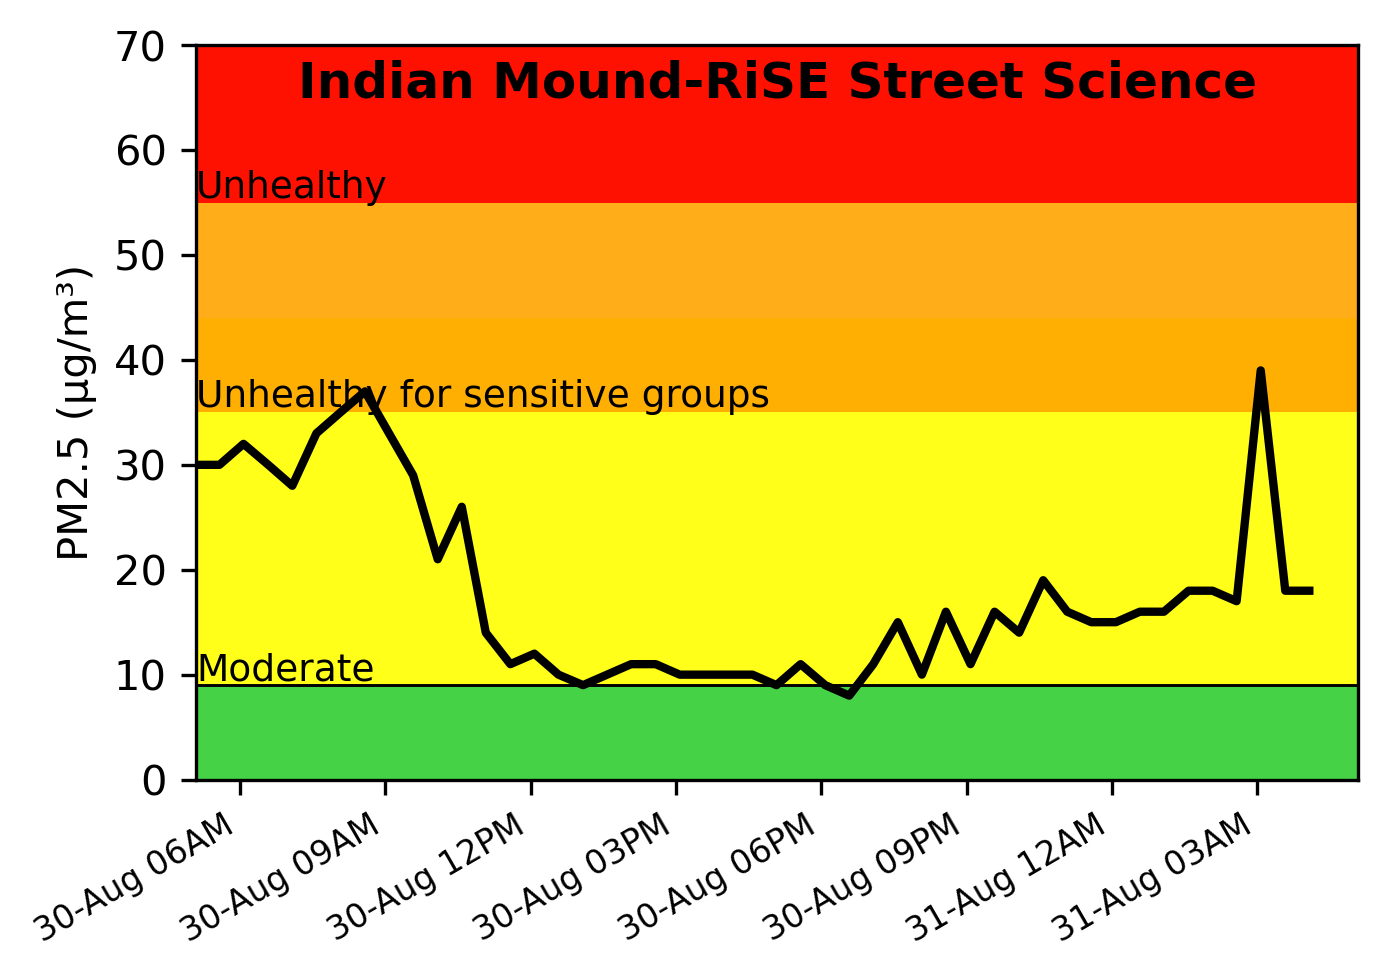 Indian Mound-RiSE Street Science
70
60
50
40
30
20
10
0
PM2.5 (µg/m³)
Unhealthy
Unhealthy for sensitive groups
Moderate
30-Aug 06AM
30-Aug 09AM
30-Aug 12PM
30-Aug 03PM
30-Aug 06PM
30-Aug 09PM
31-Aug 12AM
31-Aug 03AM